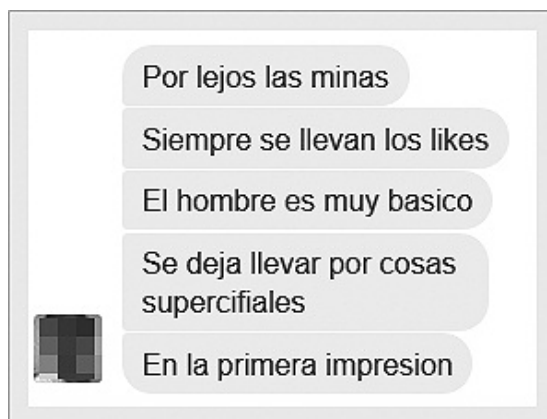 Por lejos las minas
Siempre se llevan los likes
El hombre es muy basico
Se deja llevar por cosas
supercifiales
En la primera impresion